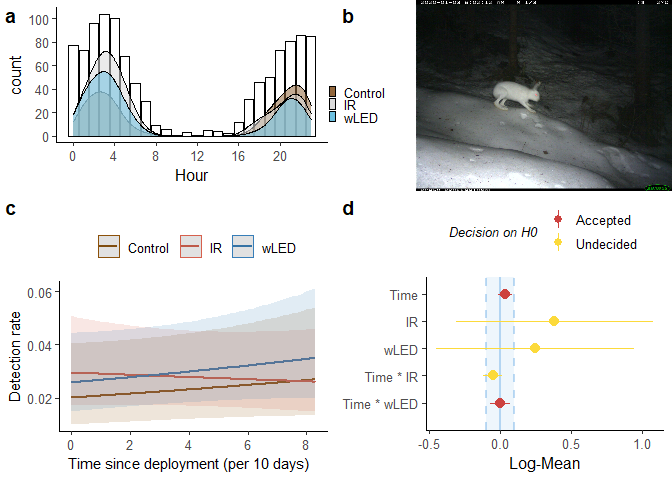 a
100
80
60
40
20
0
count
0 4 8 12 16 20
Hour
Control
IR
wLED
b
c
Control IR wLED
0.06
0.04
0.02
Detection rate
0 2 4 6 8
Time since deployment (per 10 days)
d
Decision on H0
Accepted
Undecided
Time
IR
wLED
Time * IR
Time * wLED
-0.5 0.0 0.5 1.0
Log-Mean